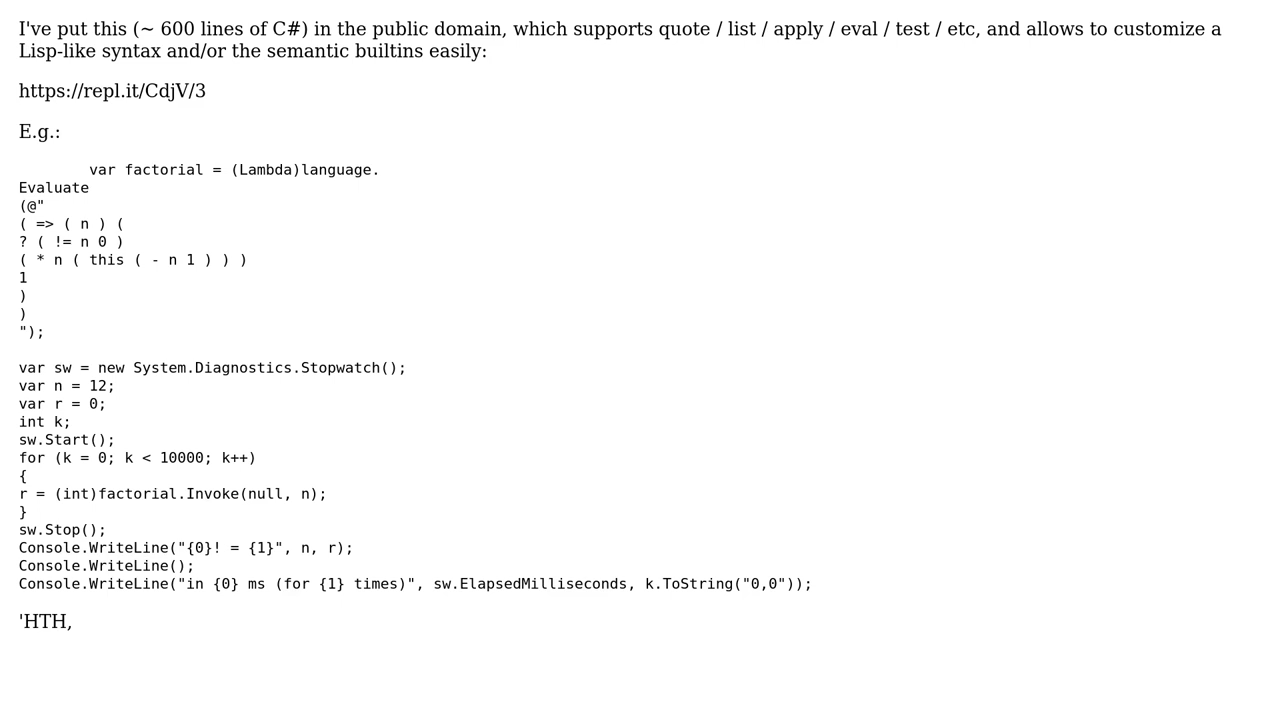 I've put this (~ 600 lines of C#) in the public domain, which supports quote / list / apply / eval / test / etc, and allows to customize a
Lisp-like syntax and/or the semantic builtins easily:
https://repl.it/CdjV/3
E.g.:
var factorial = (Lambda)language.
Evaluate
(@"
( => ( n ) (
? ( != n 0 )
( * n ( this ( - n 1 ) ) )
1
)
)
");
var sw = new System.Diagnostics.Stopwatch();
var n = 12;
var r = 0;
int k;
sw.Start();
for (k = 0; k < 10000; k++)
{
r = (int)factorial.Invoke(null, n);
}
sw.Stop();
Console.WriteLine("{0}! = {1}", n, r);
Console.WriteLine();
Console.WriteLine("in {0} ms (for {1} times)", sw.ElapsedMilliseconds, k.ToString("0,0"));
'HTH,